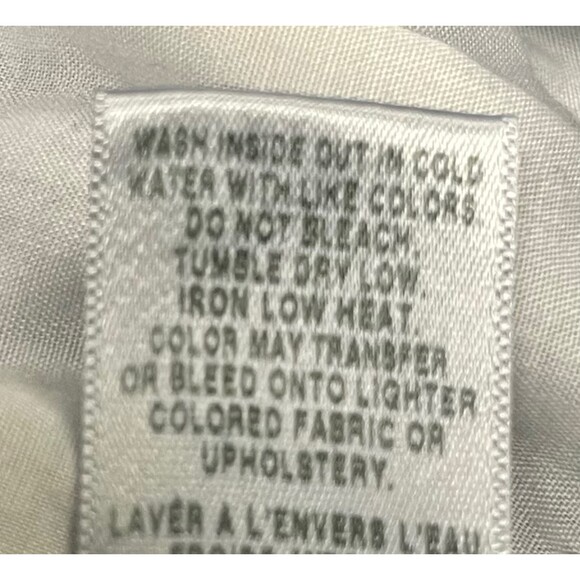 WASH INSIDE OUT IN COLD
WATER WITH LIKE COLORS.
DO NOT BLEACH.
TUMBLE DRY LOW.
IRON LOW HEAT.
COLOR MAY TRANSFER
OR BLEED ONTO LIGHTER
COLORED FABRIC OR
UPHOLSTERY.
LAVÉR A L'ENVERS L'EAU